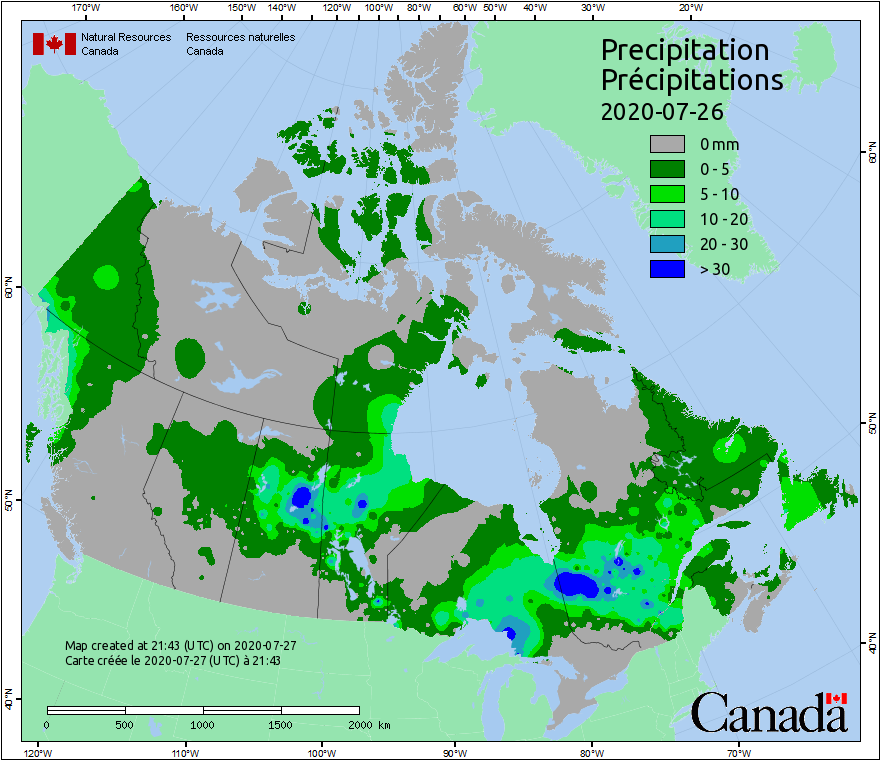 170°W 160°W 150°W 140°W 130°W 120°W 110°W 100°W 90°W 80°W 60°W 50°W 40°W 30°W 20°W
Natural Resources Ressources naturelles
Canada Canada
Precipitation
Précipitations
2020-07-26
0 mm
0 - 5
5 - 10
10 - 20
20 - 30
> 30
60°N
60°N
50°N
50°N
40°N
40°N
Map created at 21:43 (UTC) on 2020-07-27
Carte créée le 2020-07-27 (UTC) à 21:43
0 500 1000 1500 2000 km
Canada
120°W 110°W 100°W 90°W 80°W 70°W